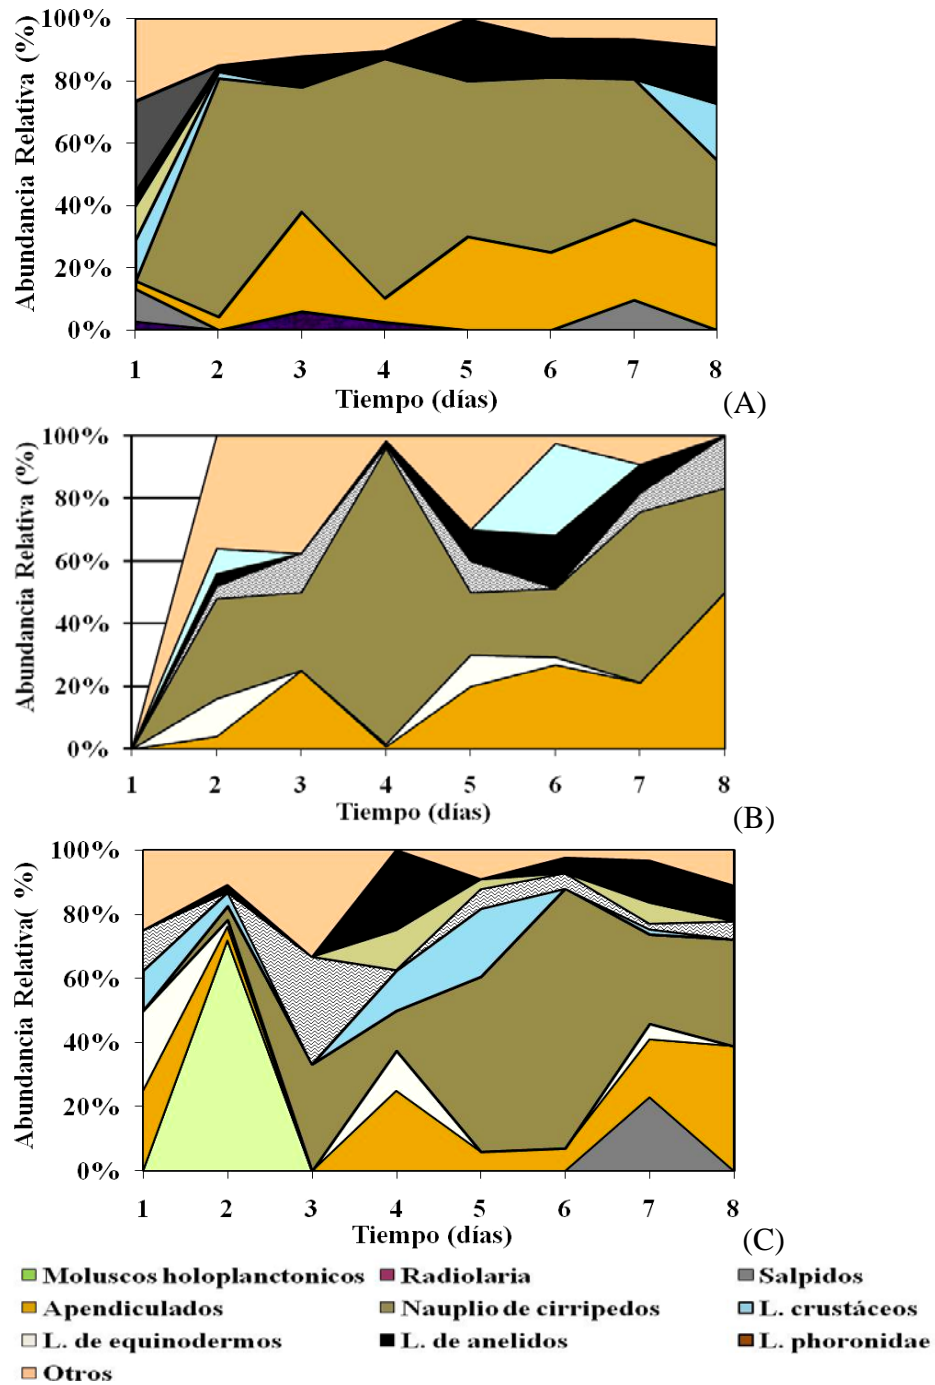 100%
80%
60%
40%
20%
0%
Abundancia Relativa (%)
1 2 3 4 5 6 7 8
Tiempo (días)
(A)
100%
80%
60%
40%
20%
0%
Abundancia Relativa (%)
1 2 3 4 5 6 7 8
Tiempo (días)
(B)
100%
80%
60%
40%
20%
0%
Abundancia Relativa( %)
1 2 3 4 5 6 7 8
Tiempo (días)
(C)
Moluscos holoplanctonicos Radiolaria Salpidos
Apendiculados Nauplio de cirripedos L. crustáceos
L. de equinodermos L. de anelidos L. phoronidae
Otros